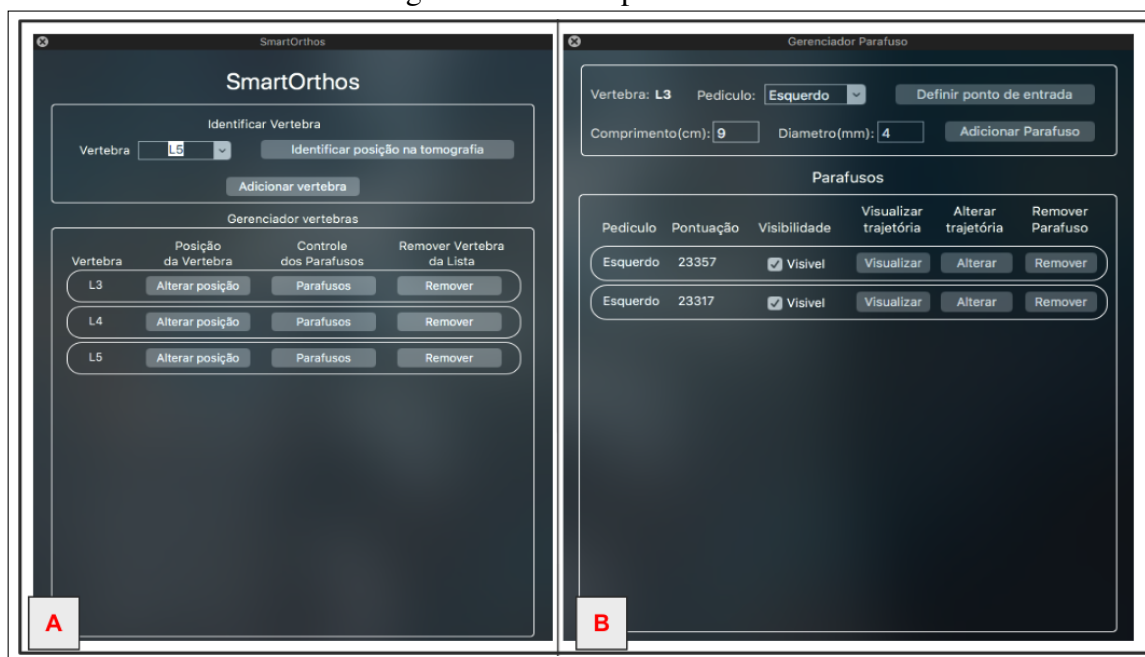 SmartOrthos
SmartOrthos
Identificar Vertebra
Vertebra L5 Identificar posição na tomografia
Adicionar vertebra
Gerenciador vertebras
Vertebra Posição da Vertebra Controle dos Parafusos Remover Vertebra da Lista
L3 Alterar posição Parafusos Remover
L4 Alterar posição Parafusos Remover
L5 Alterar posição Parafusos Remover
A
Gerenciador Parafuso
Vertebra: L3 Pediculo: Esquerdo Definir ponto de entrada
Comprimento(cm): 9 Diametro(mm): 4 Adicionar Parafuso
Parafusos
Pediculo Pontuação Visibilidade Visualizar trajetória Alterar trajetória Remover Parafuso
Esquerdo 23357 Visivel Visualizar Alterar Remover
Esquerdo 23317 Visivel Visualizar Alterar Remover
B